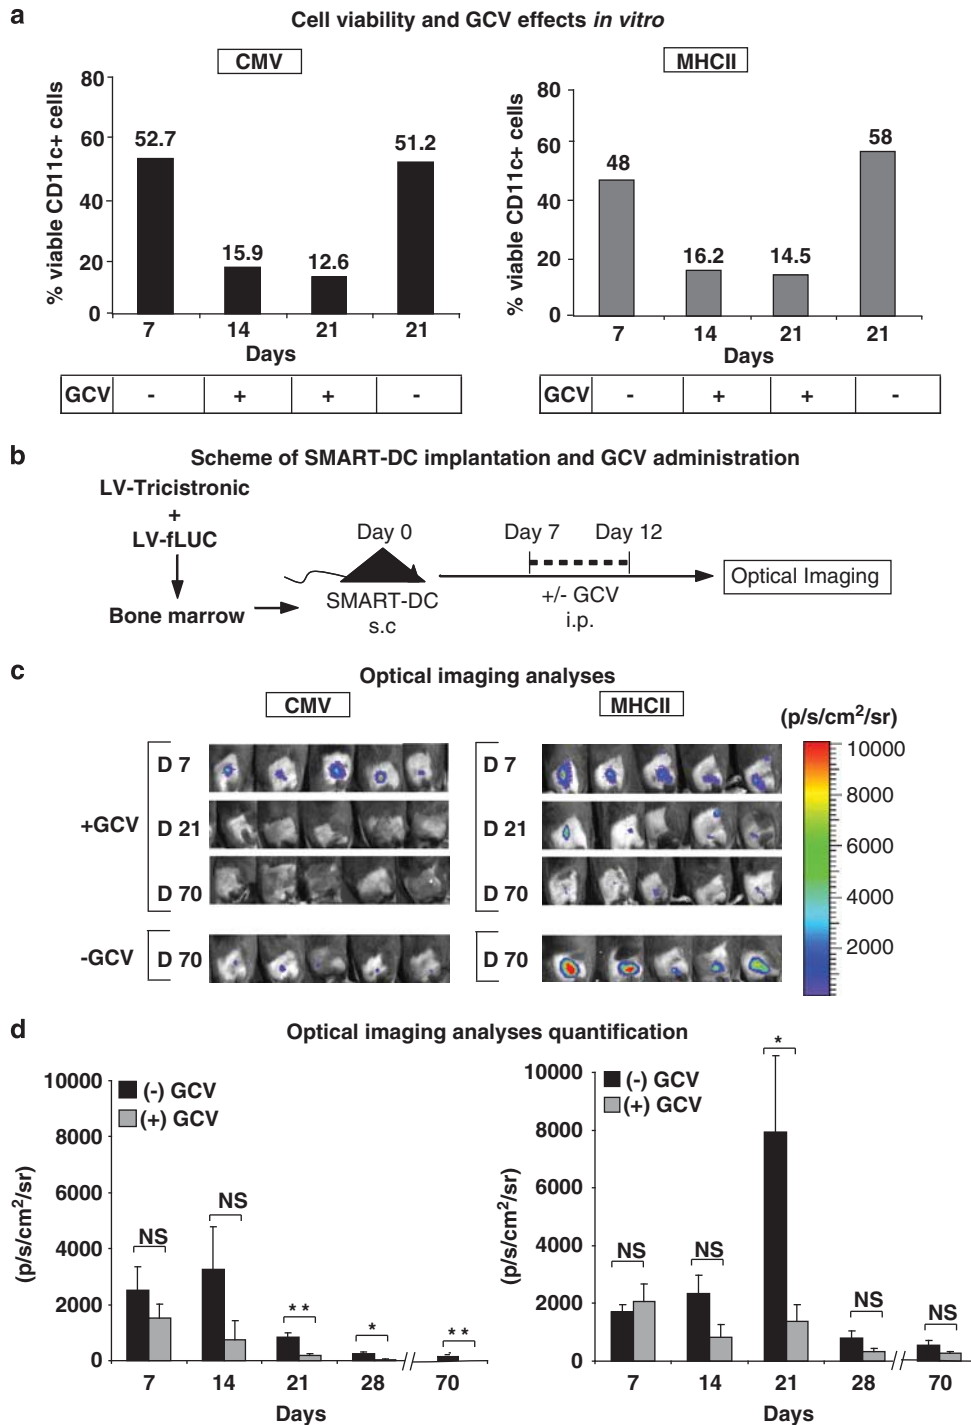 a
Cell viability and GCV effects in vitro
CMV
% viable CD11c+ cells
80
60
40
20
0
52.7
15.9
12.6
51.2
7 14 21 21
Days
GCV - + + -
MHCII
% viable CD11c+ cells
80
60
40
20
0
48
16.2
14.5
58
7 14 21 21
Days
GCV - + + -
b
Scheme of SMART-DC implantation and GCV administration
LV-Tricistronic
+
LV-fLUC
Bone marrow
Day 0
SMART-DC
s.c
Day 7 Day 12
+/- GCV
i.p.
Optical Imaging
c
Optical imaging analyses
CMV
MHCII
(p/s/cm²/sr)
+GCV
D 7
D 21
D 70
-GCV
D 70
D 7
D 21
D 70
D 70
10000
8000
6000
4000
2000
d
Optical imaging analyses quantification
(p/s/cm²/sr)
10000
8000
6000
4000
2000
0
(-) GCV
(+) GCV
NS
NS
**
*
**
7 14 21 28 70
Days
(p/s/cm²/sr)
10000
8000
6000
4000
2000
0
(-) GCV
(+) GCV
NS
NS
*
NS
NS
7 14 21 28 70
Days